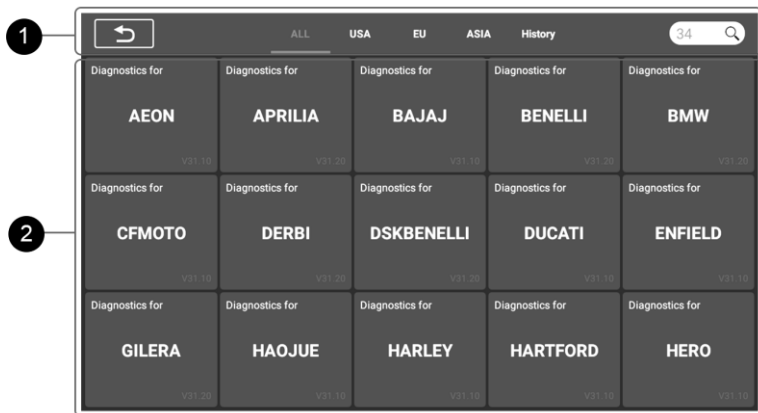 1
ALL USA EU ASIA History 34
2
Diagnostics for Diagnostics for Diagnostics for Diagnostics for Diagnostics for
AEON APRILIA BAJAJ BENELLI BMW
V31.10 V31.20 V31.10 V31.20 V31.20
Diagnostics for Diagnostics for Diagnostics for Diagnostics for Diagnostics for
CFMOTO DERBI DSKBENELLI DUCATI ENFIELD
V31.10 V31.20 V31.20 V31.10 V31.10
Diagnostics for Diagnostics for Diagnostics for Diagnostics for Diagnostics for
GILERA HAOJUE HARLEY HARTFORD HERO
V31.20 V31.10 V31.10 V31.10 V31.10